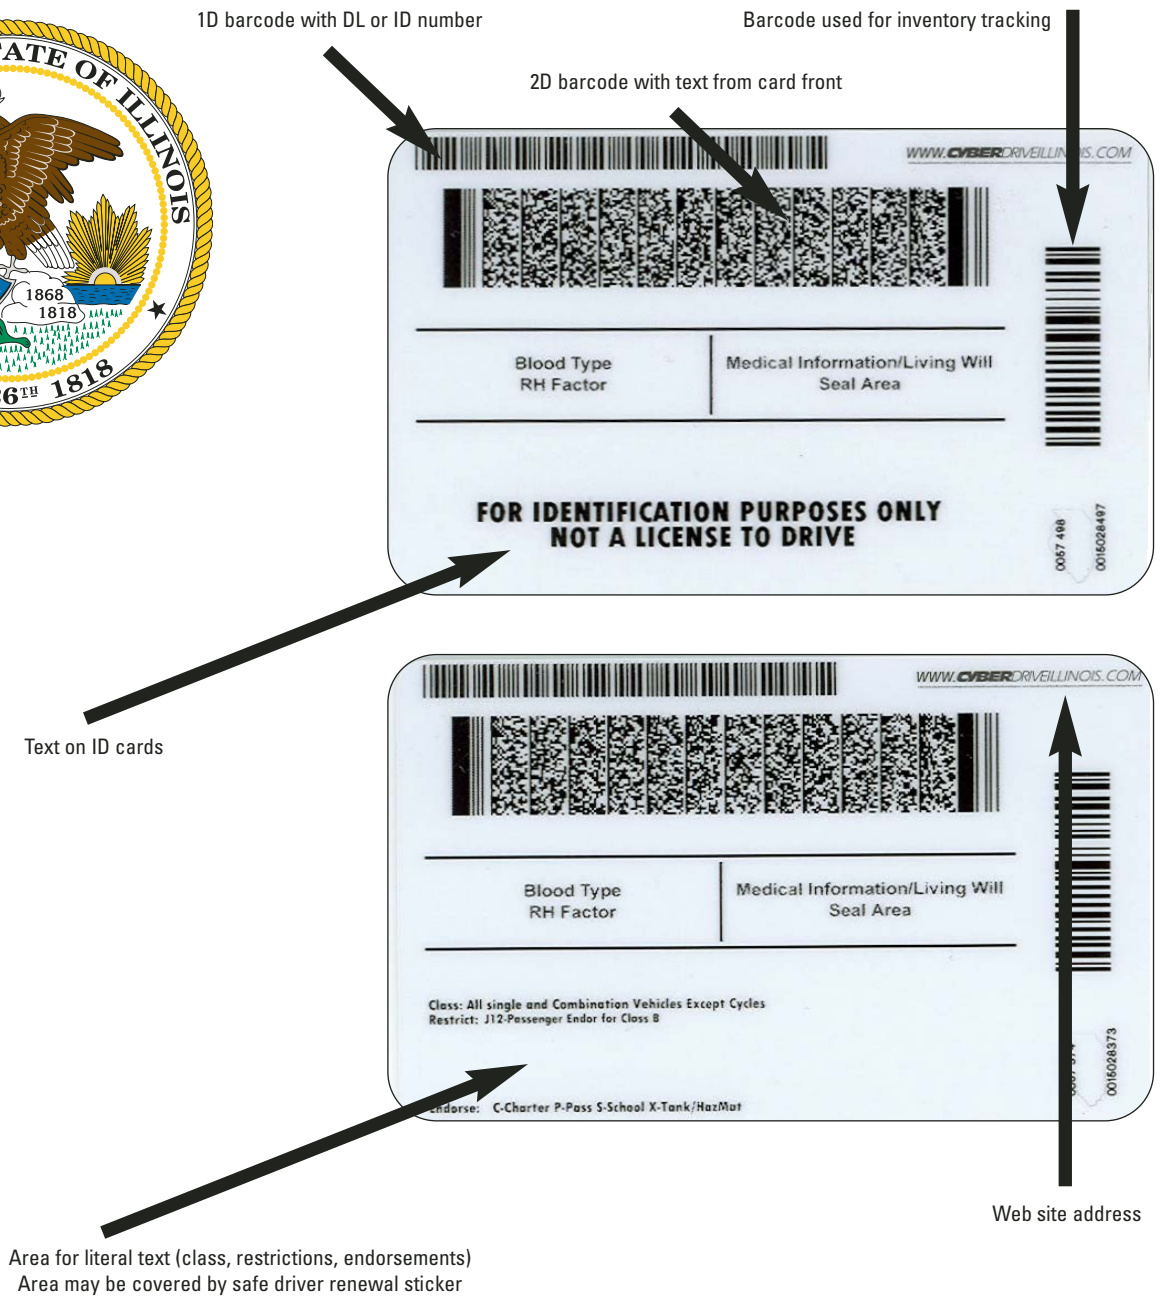 1D barcode with DL or ID number
Barcode used for inventory tracking
2D barcode with text from card front
ATE OF ILLINOIS
1868
1818
6TH 1818
WWW.CYBERDRIVEILLINOIS.COM
Blood Type
RH Factor
Medical Information/Living Will
Seal Area
FOR IDENTIFICATION PURPOSES ONLY
NOT A LICENSE TO DRIVE
0057 498
0015028497
Text on ID cards
WWW.CYBERDRIVEILLINOIS.COM
Blood Type
RH Factor
Medical Information/Living Will
Seal Area
Class: All single and Combination Vehicles Except Cycles
Restrict: J12-Passenger Endor for Class B
Endorse: C-Charter P-Pass S-School X-Tank/HazMat
0015028373
Web site address
Area for literal text (class, restrictions, endorsements)
Area may be covered by safe driver renewal sticker